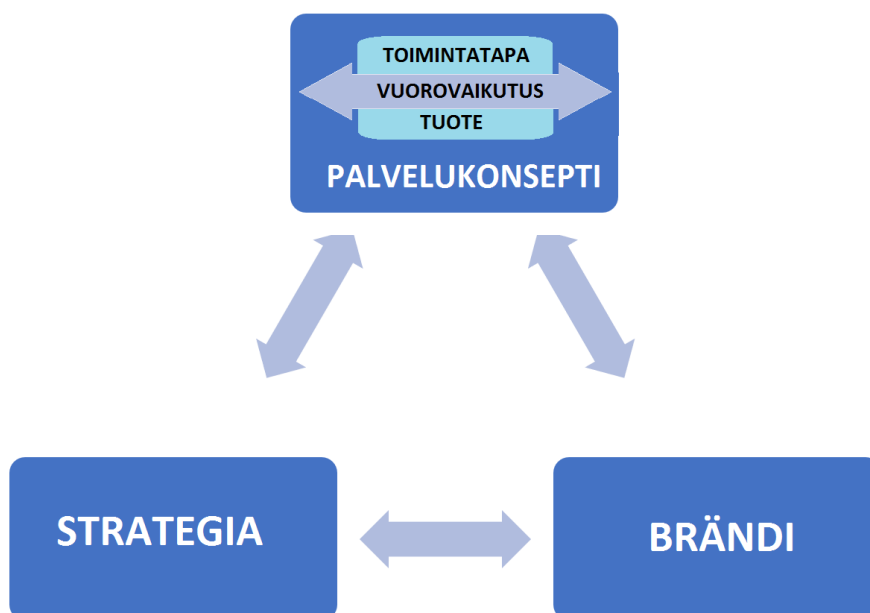 TOIMINTATAPA
VUOROVAIKUTUS
TUOTE
PALVELUKONSEPTI
STRATEGIA
BRÄNDI